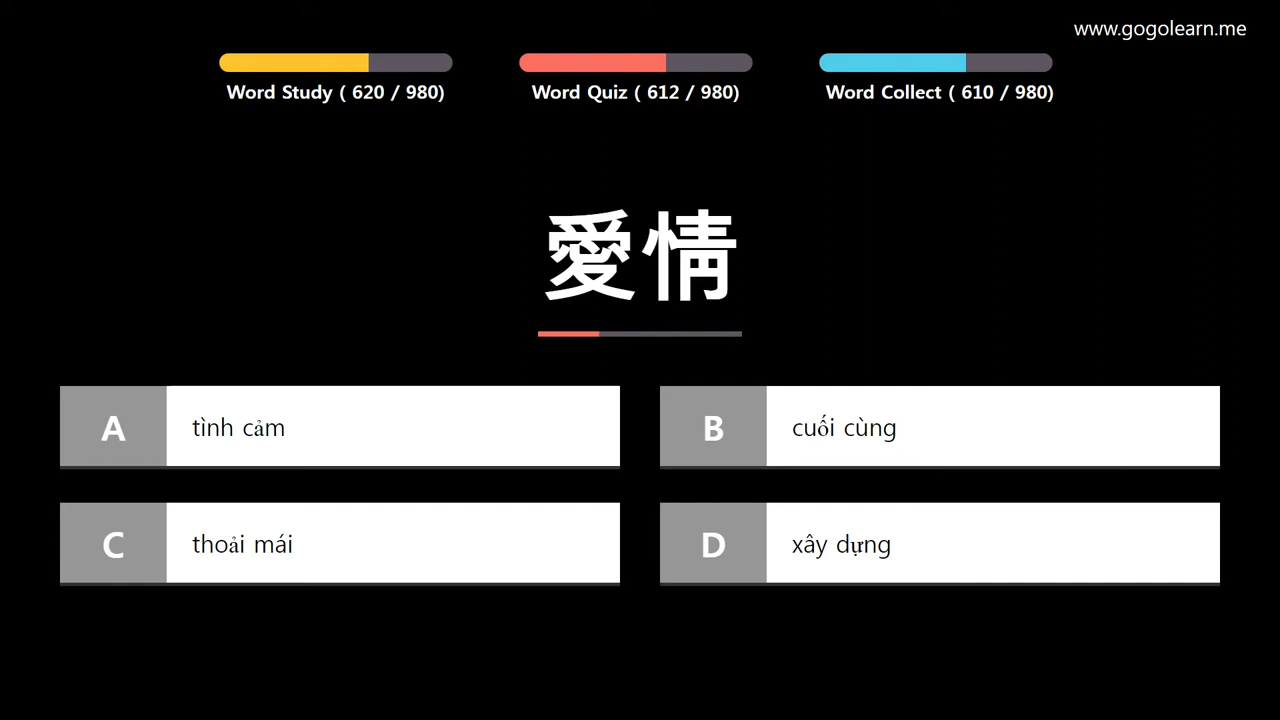 www.gogolearn.me
Word Study ( 620 / 980)
Word Quiz ( 612 / 980)
Word Collect ( 610 / 980)
愛情
A tình cảm
B cuối cùng
C thoải mái
D xây dựng